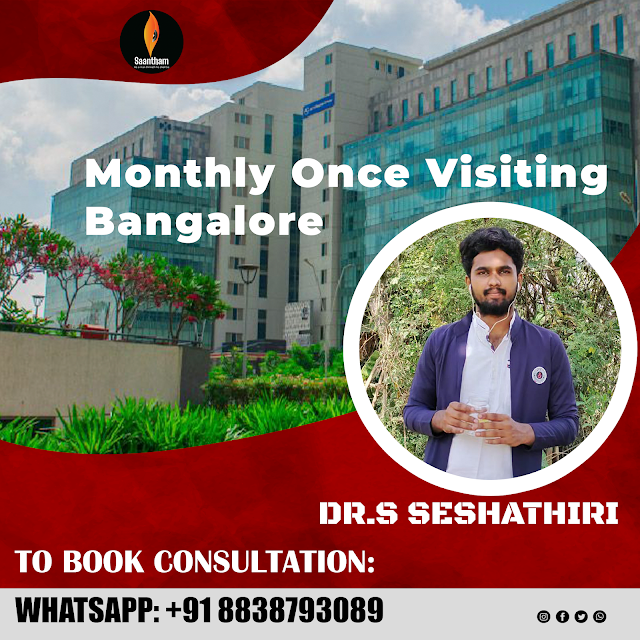 Saantham
Monthly Once Visiting
Bangalore
DR.S SESHATHIRI
TO BOOK CONSULTATION:
WHATSAPP: +91 8838793089